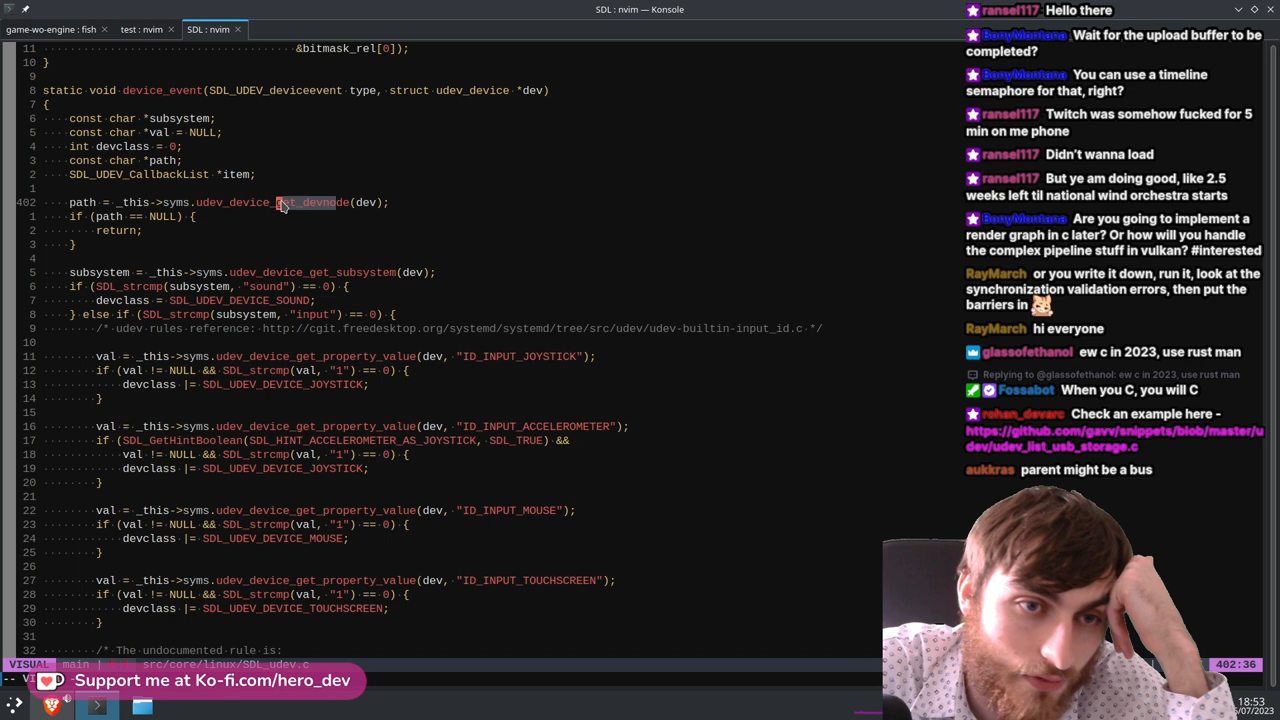 SDL : nvim — Konsole
game-wo-engine : fish
test : nvim
SDL : nvim
11 &bitmask_rel[0]);
10 }
9
8 static void device_event(SDL_UDEV_deviceevent type, struct udev_device *dev)
7 {
6 const char *subsystem;
5 const char *val = NULL;
4 int devclass = 0;
3 const char *path;
2 SDL_UDEV_CallbackList *item;
1
402 path = _this->syms.udev_device_get_devnode(dev);
1 if (path == NULL) {
2 return;
3 }
4
5 subsystem = _this->syms.udev_device_get_subsystem(dev);
6 if (SDL_strcmp(subsystem, "sound") == 0) {
7 devclass = SDL_UDEV_DEVICE_SOUND;
8 } else if (SDL_strcmp(subsystem, "input") == 0) {
9 /* udev rules reference: http://cgit.freedesktop.org/systemd/systemd/tree/src/udev/udev-builtin-input_id.c */
10
11 val = _this->syms.udev_device_get_property_value(dev, "ID_INPUT_JOYSTICK");
12 if (val != NULL && SDL_strcmp(val, "1") == 0) {
13 devclass |= SDL_UDEV_DEVICE_JOYSTICK;
14 }
15
16 val = _this->syms.udev_device_get_property_value(dev, "ID_INPUT_ACCELEROMETER");
17 if (SDL_GetHintBoolean(SDL_HINT_ACCELEROMETER_AS_JOYSTICK, SDL_TRUE) &&
18 val != NULL && SDL_strcmp(val, "1") == 0) {
19 devclass |= SDL_UDEV_DEVICE_JOYSTICK;
20 }
21
22 val = _this->syms.udev_device_get_property_value(dev, "ID_INPUT_MOUSE");
23 if (val != NULL && SDL_strcmp(val, "1") == 0) {
24 devclass |= SDL_UDEV_DEVICE_MOUSE;
25 }
26
27 val = _this->syms.udev_device_get_property_value(dev, "ID_INPUT_TOUCHSCREEN");
28 if (val != NULL && SDL_strcmp(val, "1") == 0) {
29 devclass |= SDL_UDEV_DEVICE_TOUCHSCREEN;
30 }
31
32 /* The undocumented rule is:
VISUAL main | src/core/linux/SDL_udev.c 402:36
Support me at Ko-fi.com/hero_dev
ransel117 Hello there
BonyMontana Wait for the upload buffer to be
completed?
BonyMontana You can use a timeline
semaphore for that, right?
ransel117 Twitch was somehow fucked for 5
min on me phone
ransel117 Didn't wanna load
ransel117 But ye am doing good, like 2.5
weeks left til national wind orchestra starts
BonyMontana Are you going to implement a
render graph in c later? Or how will you handle
the complex pipeline stuff in vulkan? #interested
RayMarch or you write it down, run it, look at the
synchronization validation errors, then put the
barriers in
RayMarch hi everyone
glassofethanol ew c in 2023, use rust man
Replying to @glassofethanol: ew c in 2023, use rust man
Fossabot When you C, you will C
rohan_devarc Check an example here -
https://github.com/gavv/snippets/blob/master/u
dev/udev_list_usb_storage.c
aukkras parent might be a bus
18:53
/07/2023